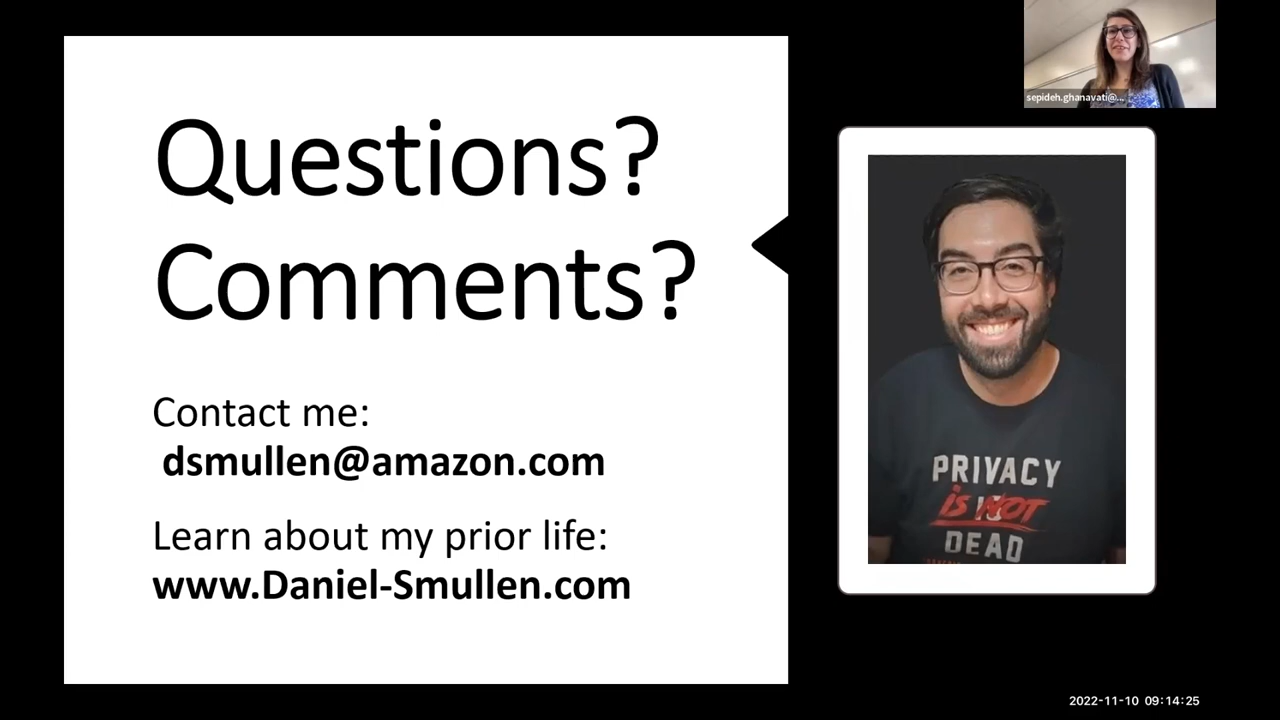 Questions?
Comments?
Contact me:
dsmullen@amazon.com
Learn about my prior life:
www.Daniel-Smullen.com
sepideh.ghanavati@...
PRIVACY
is NOT
DEAD
2022-11-10 09:14:25